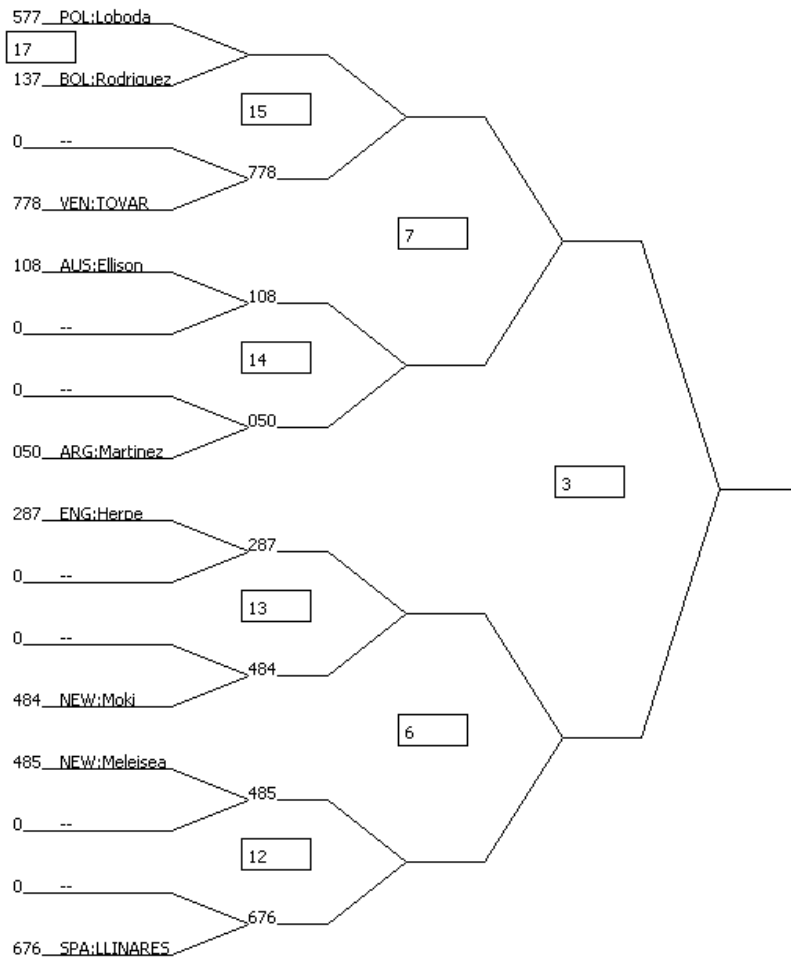 577 POL:Loboda
17
137 BOL:Rodriguez
15
0 --
778
778 VEN:TOVAR
7
108 AUS:Ellison
108
0 --
14
0 --
050
050 ARG:Martinez
3
287 ENG:Herpe
287
0 --
13
0 --
484
484 NEW:Moki
6
485 NEW:Meleisea
485
0 --
12
0 --
676
676 SPA:LLINARES